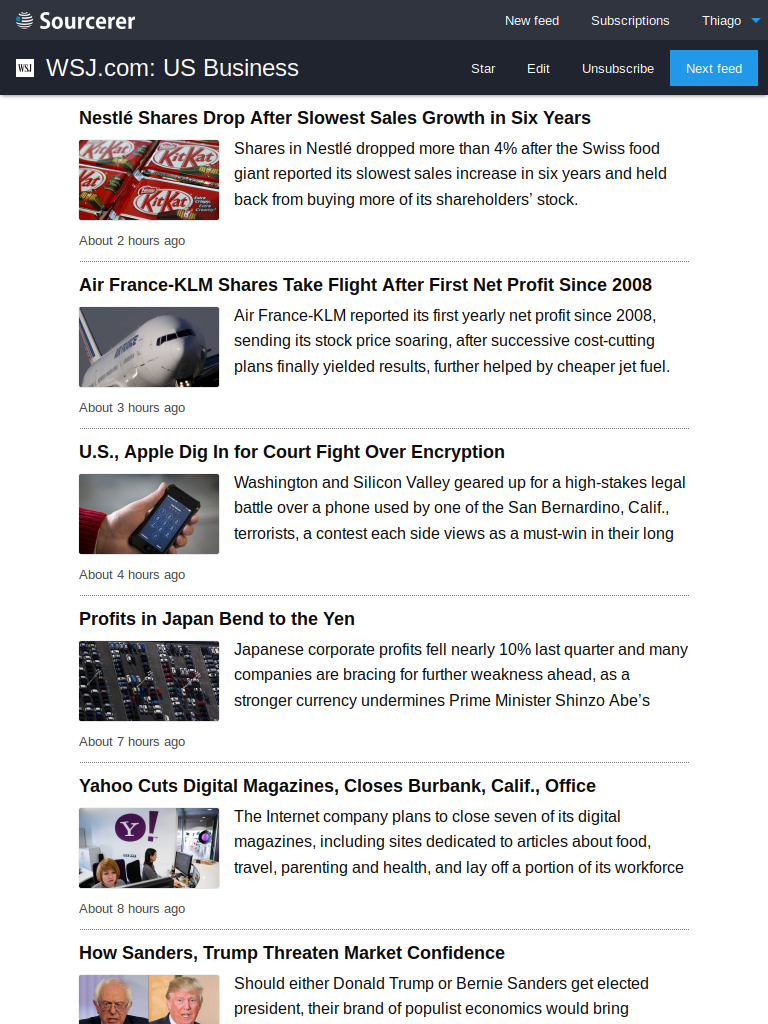 Sourcerer
New feed
Subscriptions
Thiago
WSJ
WSJ.com: US Business
Star
Edit
Unsubscribe
Next feed
Nestlé Shares Drop After Slowest Sales Growth in Six Years
KitKat
KitKat
KitKat
KitKat
Shares in Nestlé dropped more than 4% after the Swiss food
giant reported its slowest sales increase in six years and held
back from buying more of its shareholders’ stock.
About 2 hours ago
Air France-KLM Shares Take Flight After First Net Profit Since 2008
Air France-KLM reported its first yearly net profit since 2008,
sending its stock price soaring, after successive cost-cutting
plans finally yielded results, further helped by cheaper jet fuel.
About 3 hours ago
U.S., Apple Dig In for Court Fight Over Encryption
Washington and Silicon Valley geared up for a high-stakes legal
battle over a phone used by one of the San Bernardino, Calif.,
terrorists, a contest each side views as a must-win in their long
About 4 hours ago
Profits in Japan Bend to the Yen
Japanese corporate profits fell nearly 10% last quarter and many
companies are bracing for further weakness ahead, as a
stronger currency undermines Prime Minister Shinzo Abe’s
About 7 hours ago
Yahoo Cuts Digital Magazines, Closes Burbank, Calif., Office
Y!
The Internet company plans to close seven of its digital
magazines, including sites dedicated to articles about food,
travel, parenting and health, and lay off a portion of its workforce
About 8 hours ago
How Sanders, Trump Threaten Market Confidence
Should either Donald Trump or Bernie Sanders get elected
president, their brand of populist economics would bring